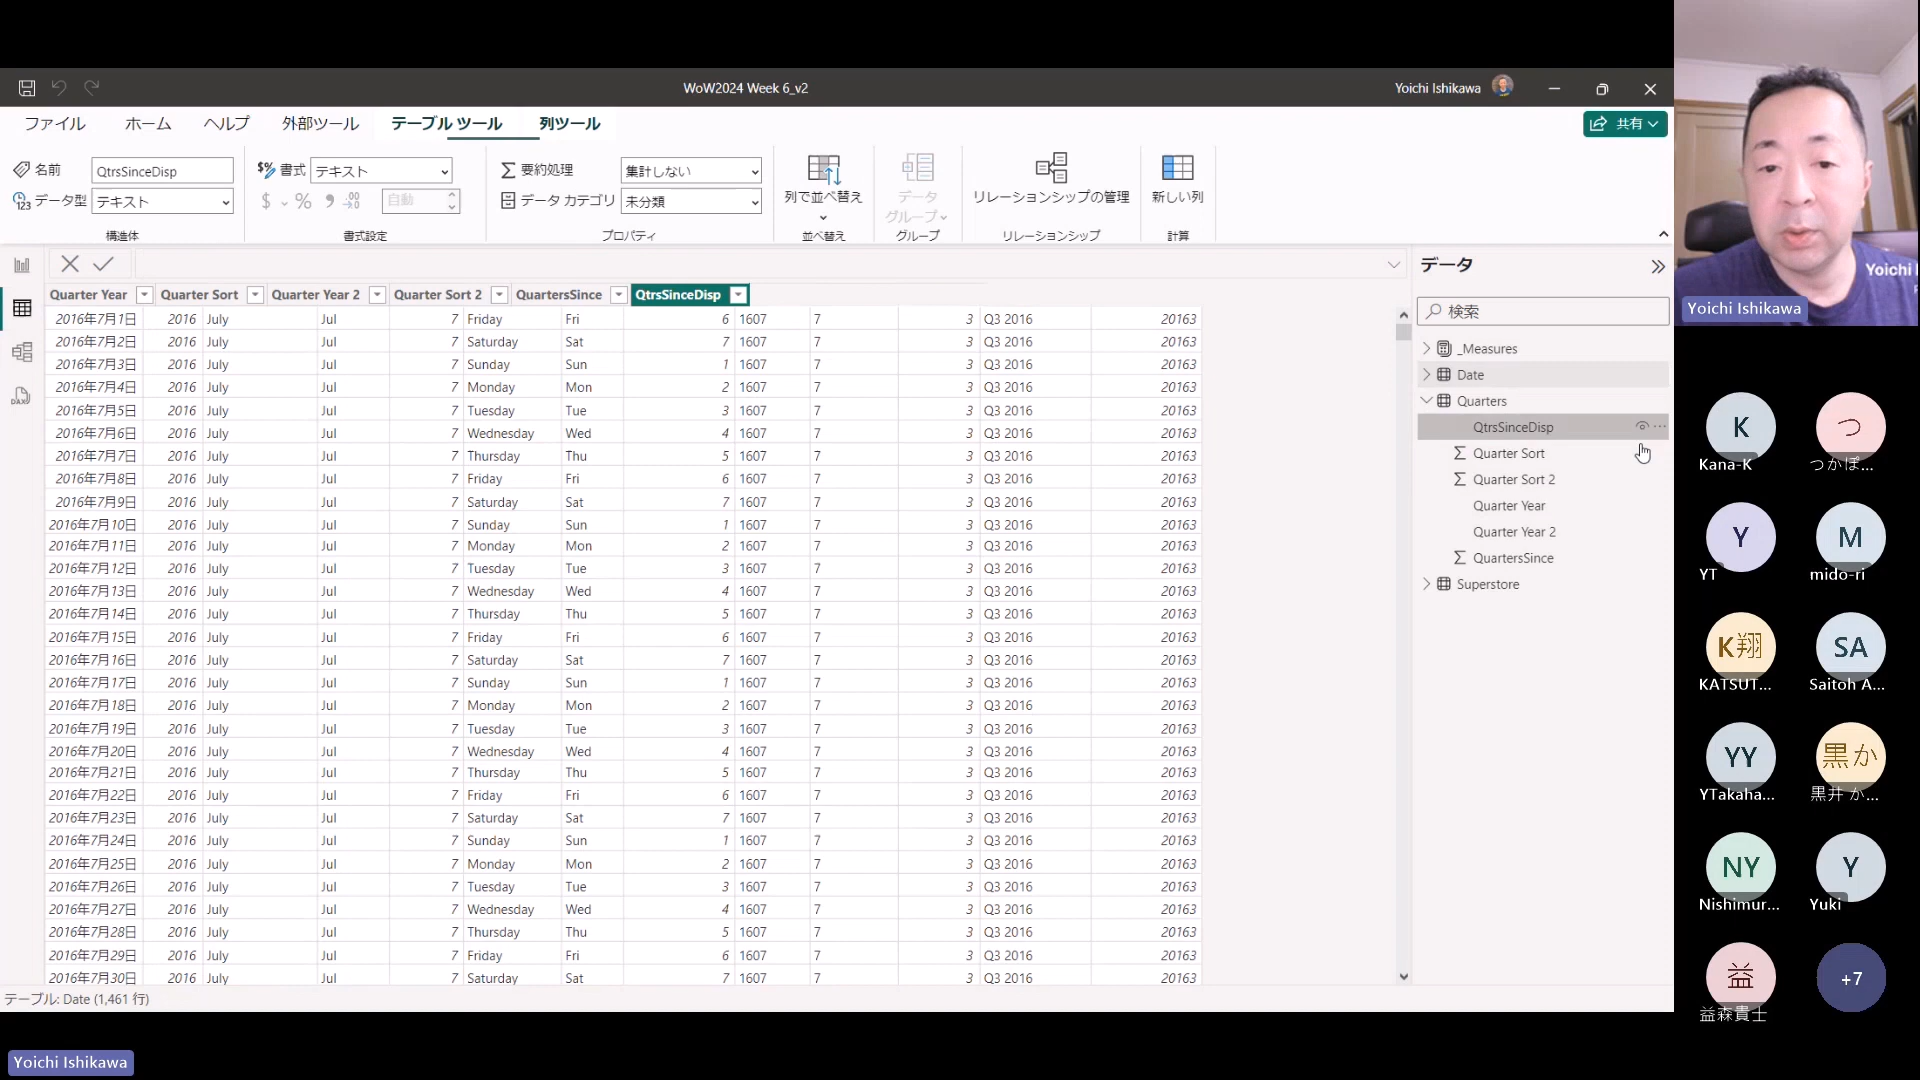 WoW2024 Week 6_v2
Yoichi Ishikawa
ファイル ホーム ヘルプ 外部ツール テーブル ツール 列ツール 共有
名前 QtrsSinceDisp 書式 テキスト 要約処理 集計しない 列で並べ替え データ グループ リレーションシップの管理 新しい列
データ型 テキスト $ % 自動 データ カテゴリ 未分類
構造体 書式設定 プロパティ 並べ替え グループ リレーションシップ 計算
Quarter Year Quarter Sort Quarter Year 2 Quarter Sort 2 QuartersSince QtrsSinceDisp
2016年7月1日 2016 July Jul 7 Friday Fri 6 1607 7 3 Q3 2016 20163
2016年7月2日 2016 July Jul 7 Saturday Sat 7 1607 7 3 Q3 2016 20163
2016年7月3日 2016 July Jul 7 Sunday Sun 1 1607 7 3 Q3 2016 20163
2016年7月4日 2016 July Jul 7 Monday Mon 2 1607 7 3 Q3 2016 20163
2016年7月5日 2016 July Jul 7 Tuesday Tue 3 1607 7 3 Q3 2016 20163
2016年7月6日 2016 July Jul 7 Wednesday Wed 4 1607 7 3 Q3 2016 20163
2016年7月7日 2016 July Jul 7 Thursday Thu 5 1607 7 3 Q3 2016 20163
2016年7月8日 2016 July Jul 7 Friday Fri 6 1607 7 3 Q3 2016 20163
2016年7月9日 2016 July Jul 7 Saturday Sat 7 1607 7 3 Q3 2016 20163
2016年7月10日 2016 July Jul 7 Sunday Sun 1 1607 7 3 Q3 2016 20163
2016年7月11日 2016 July Jul 7 Monday Mon 2 1607 7 3 Q3 2016 20163
2016年7月12日 2016 July Jul 7 Tuesday Tue 3 1607 7 3 Q3 2016 20163
2016年7月13日 2016 July Jul 7 Wednesday Wed 4 1607 7 3 Q3 2016 20163
2016年7月14日 2016 July Jul 7 Thursday Thu 5 1607 7 3 Q3 2016 20163
2016年7月15日 2016 July Jul 7 Friday Fri 6 1607 7 3 Q3 2016 20163
2016年7月16日 2016 July Jul 7 Saturday Sat 7 1607 7 3 Q3 2016 20163
2016年7月17日 2016 July Jul 7 Sunday Sun 1 1607 7 3 Q3 2016 20163
2016年7月18日 2016 July Jul 7 Monday Mon 2 1607 7 3 Q3 2016 20163
2016年7月19日 2016 July Jul 7 Tuesday Tue 3 1607 7 3 Q3 2016 20163
2016年7月20日 2016 July Jul 7 Wednesday Wed 4 1607 7 3 Q3 2016 20163
2016年7月21日 2016 July Jul 7 Thursday Thu 5 1607 7 3 Q3 2016 20163
2016年7月22日 2016 July Jul 7 Friday Fri 6 1607 7 3 Q3 2016 20163
2016年7月23日 2016 July Jul 7 Saturday Sat 7 1607 7 3 Q3 2016 20163
2016年7月24日 2016 July Jul 7 Sunday Sun 1 1607 7 3 Q3 2016 20163
2016年7月25日 2016 July Jul 7 Monday Mon 2 1607 7 3 Q3 2016 20163
2016年7月26日 2016 July Jul 7 Tuesday Tue 3 1607 7 3 Q3 2016 20163
2016年7月27日 2016 July Jul 7 Wednesday Wed 4 1607 7 3 Q3 2016 20163
2016年7月28日 2016 July Jul 7 Thursday Thu 5 1607 7 3 Q3 2016 20163
2016年7月29日 2016 July Jul 7 Friday Fri 6 1607 7 3 Q3 2016 20163
2016年7月30日 2016 July Jul 7 Saturday Sat 7 1607 7 3 Q3 2016 20163
テーブル: Date (1,461 行)
データ
検索
_Measures
Date
Quarters
QtrsSinceDisp
Quarter Sort
Quarter Sort 2
Quarter Year
Quarter Year 2
QuartersSince
Superstore
Yoichi
Yoichi Ishikawa
K つ
Kana-K つかぽ...
Y M
YT mido-ri
K翔 SA
KATSUT... Saitoh A...
YY 黒か
YTakaha... 黒井 か...
NY Y
Nishimur... Yuki
益 +7
益森貴士
Yoichi Ishikawa